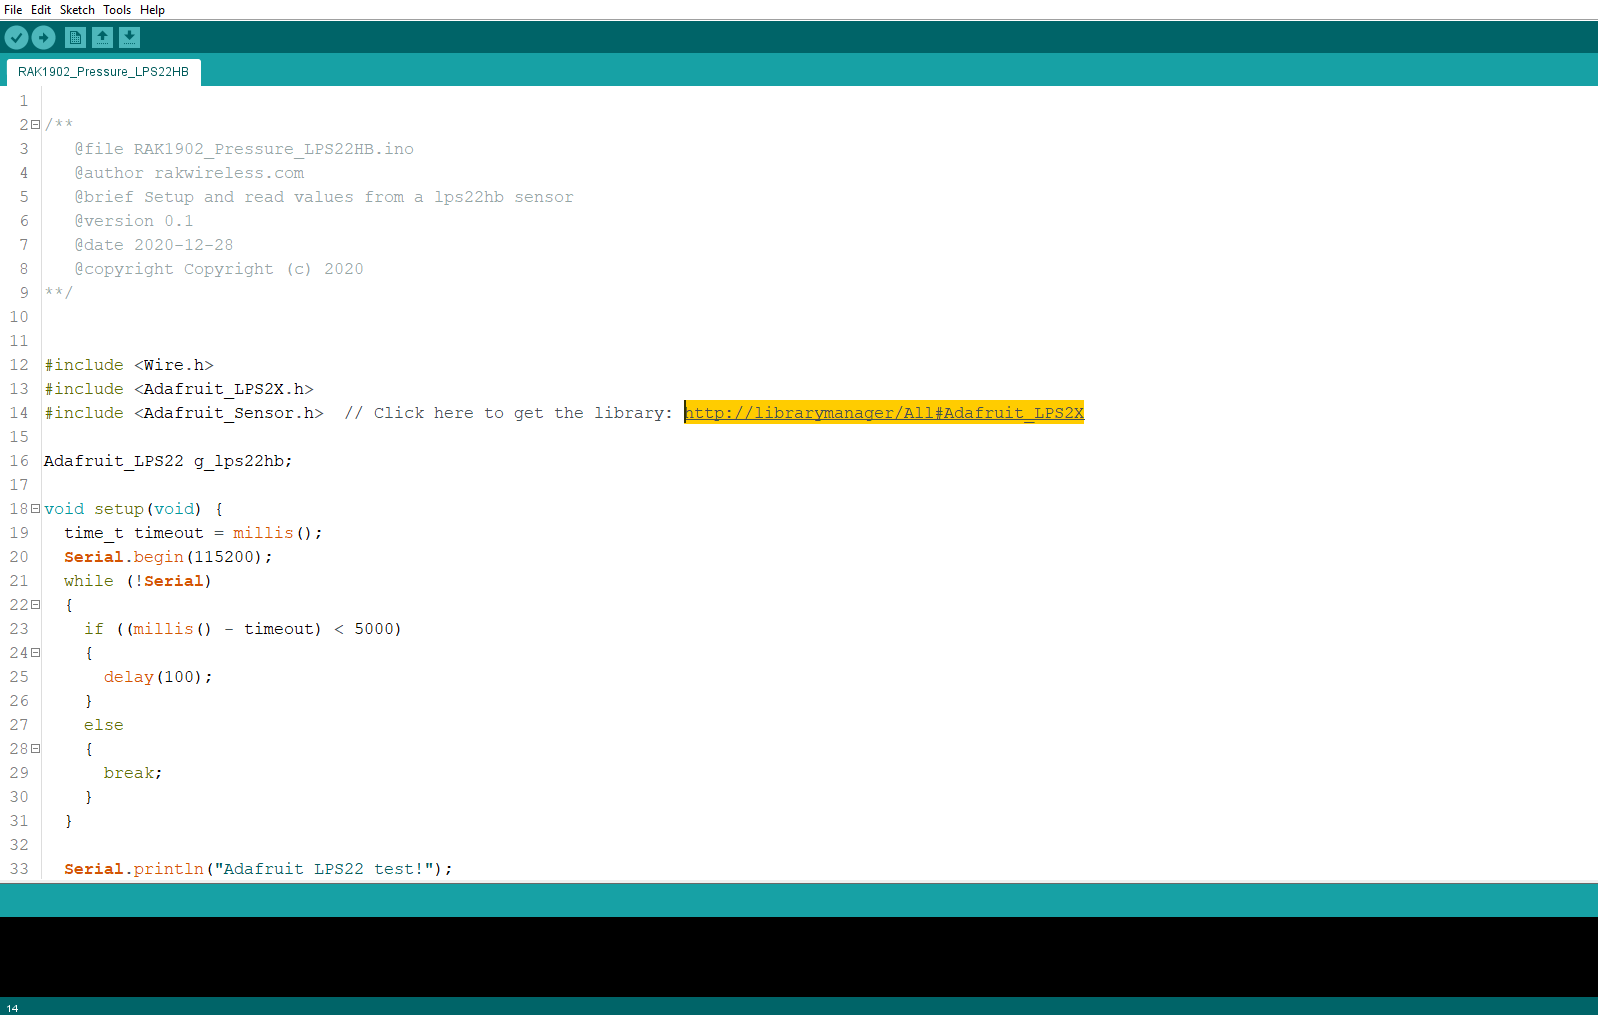 File Edit Sketch Tools Help
RAK1902_Pressure_LPS22HB
1
2 /**
3    @file RAK1902_Pressure_LPS22HB.ino
4    @author rakwireless.com
5    @brief Setup and read values from a lps22hb sensor
6    @version 0.1
7    @date 2020-12-28
8    @copyright Copyright (c) 2020
9 **/
10
11
12 #include <Wire.h>
13 #include <Adafruit_LPS2X.h>
14 #include <Adafruit_Sensor.h>  // Click here to get the library: http://librarymanager/All#Adafruit_LPS2X
15
16 Adafruit_LPS22 g_lps22hb;
17
18 void setup(void) {
19   time_t timeout = millis();
20   Serial.begin(115200);
21   while (!Serial)
22   {
23     if ((millis() - timeout) < 5000)
24     {
25       delay(100);
26     }
27     else
28     {
29       break;
30     }
31   }
32
33   Serial.println("Adafruit LPS22 test!");
14